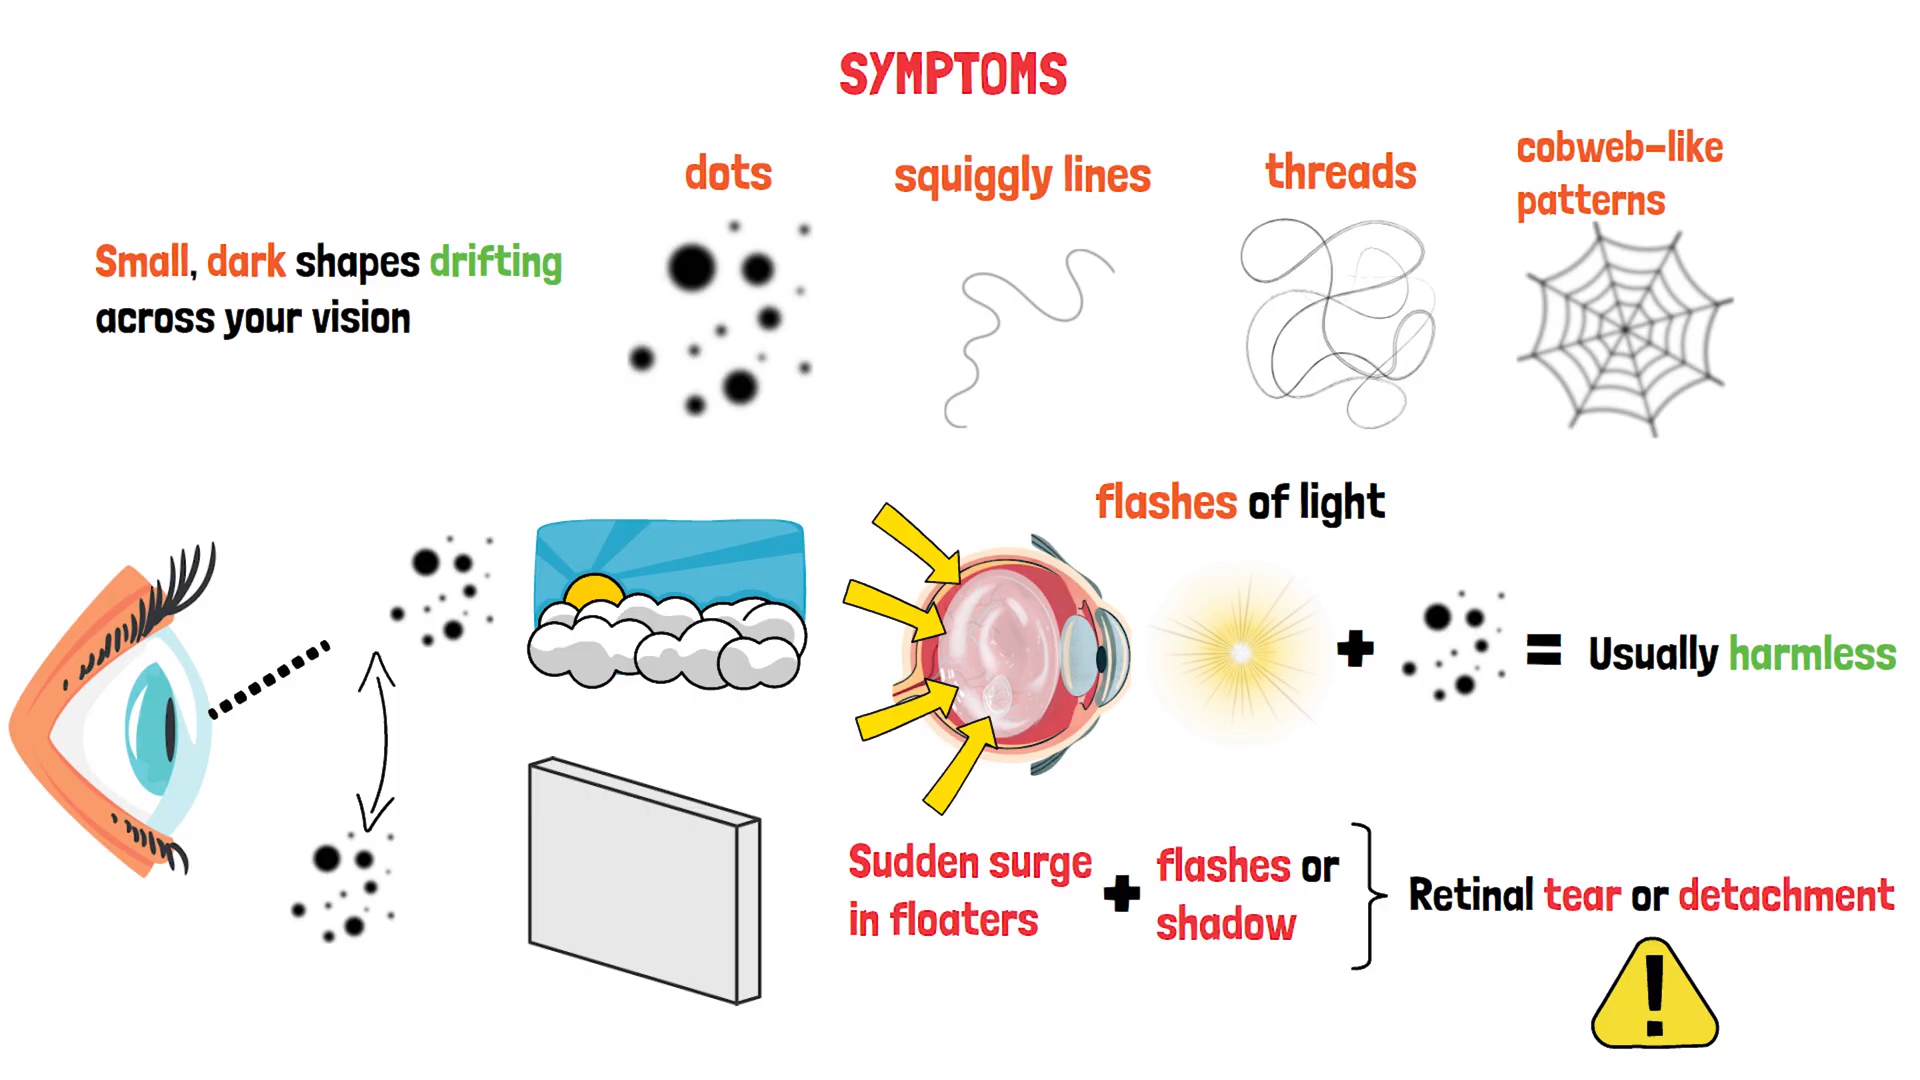 SYMPTOMS
dots
squiggly lines
threads
cobweb-like
patterns
Small, dark shapes drifting
across your vision
flashes of light
+
= Usually harmless
Sudden surge
in floaters
+
flashes or
shadow
Retinal tear or detachment
!